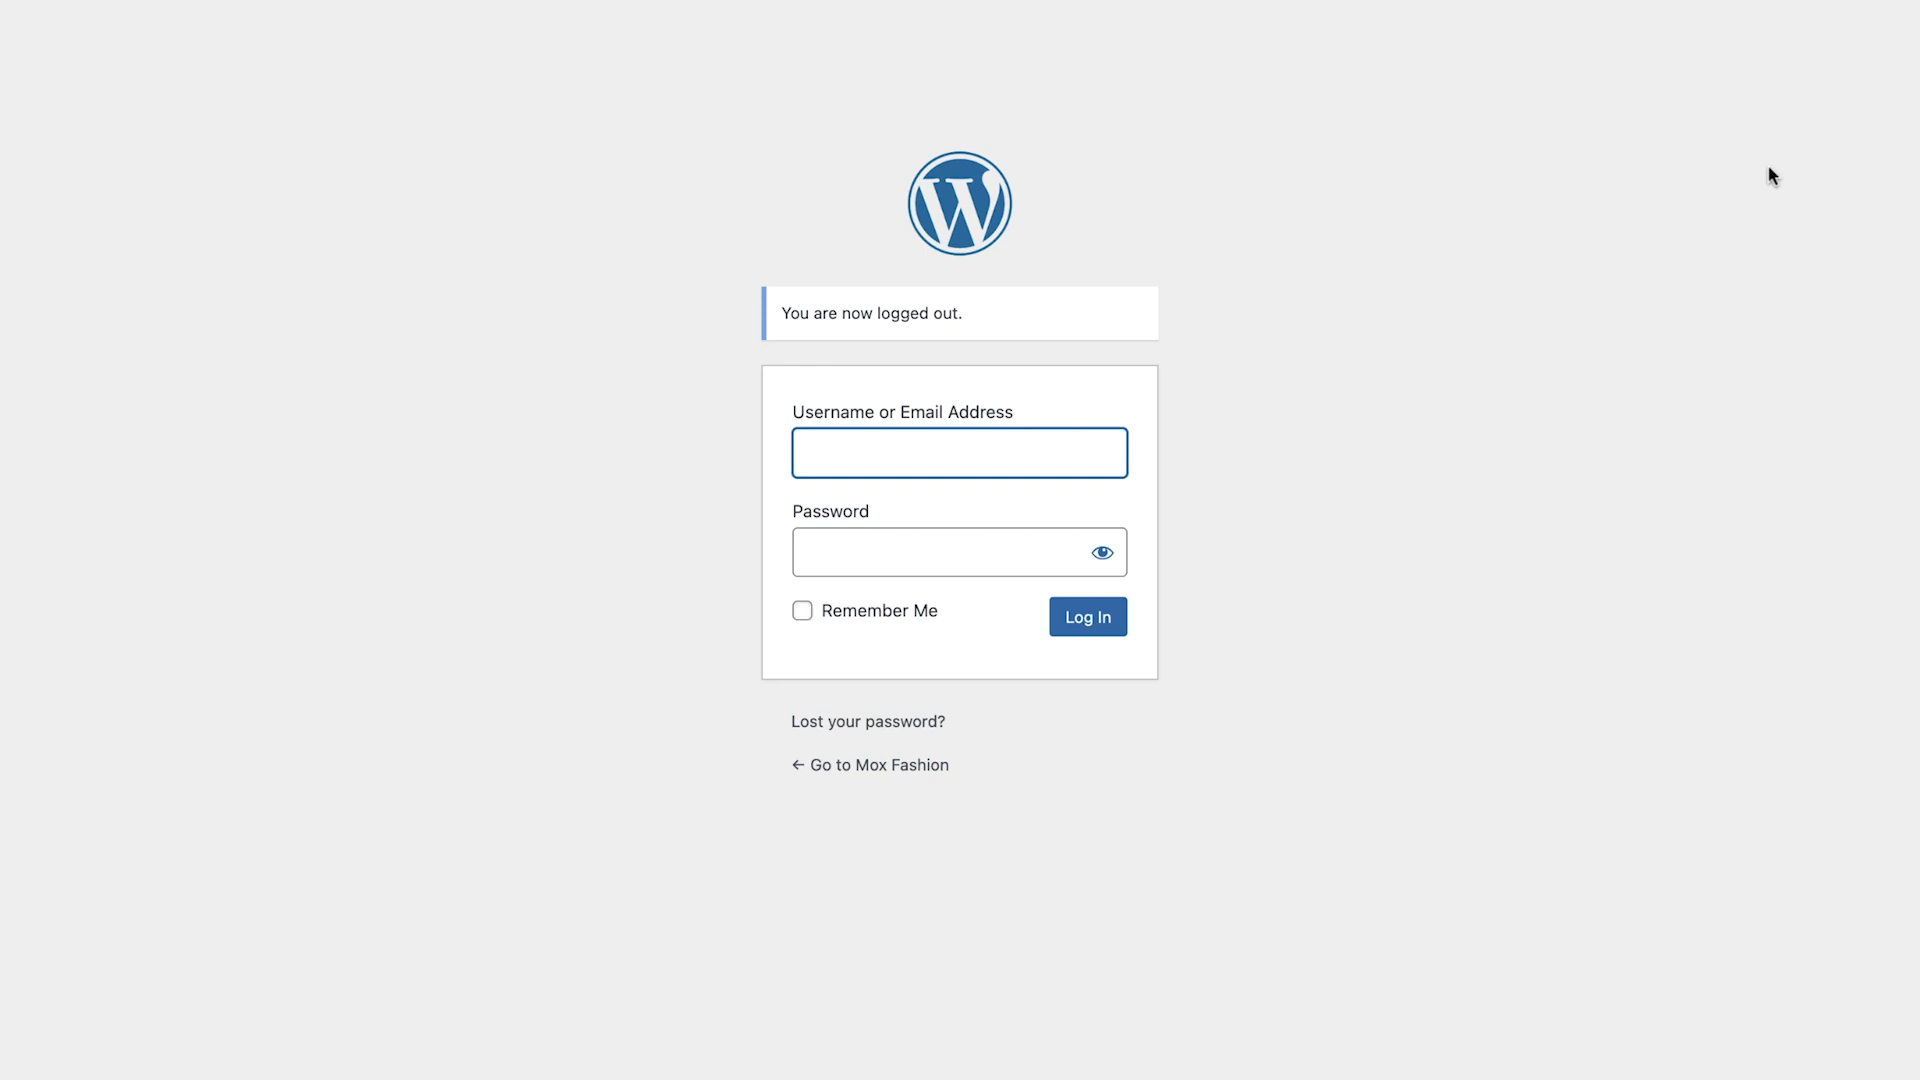 You are now logged out.
Username or Email Address
Password
Remember Me
Log In
Lost your password?
← Go to Mox Fashion